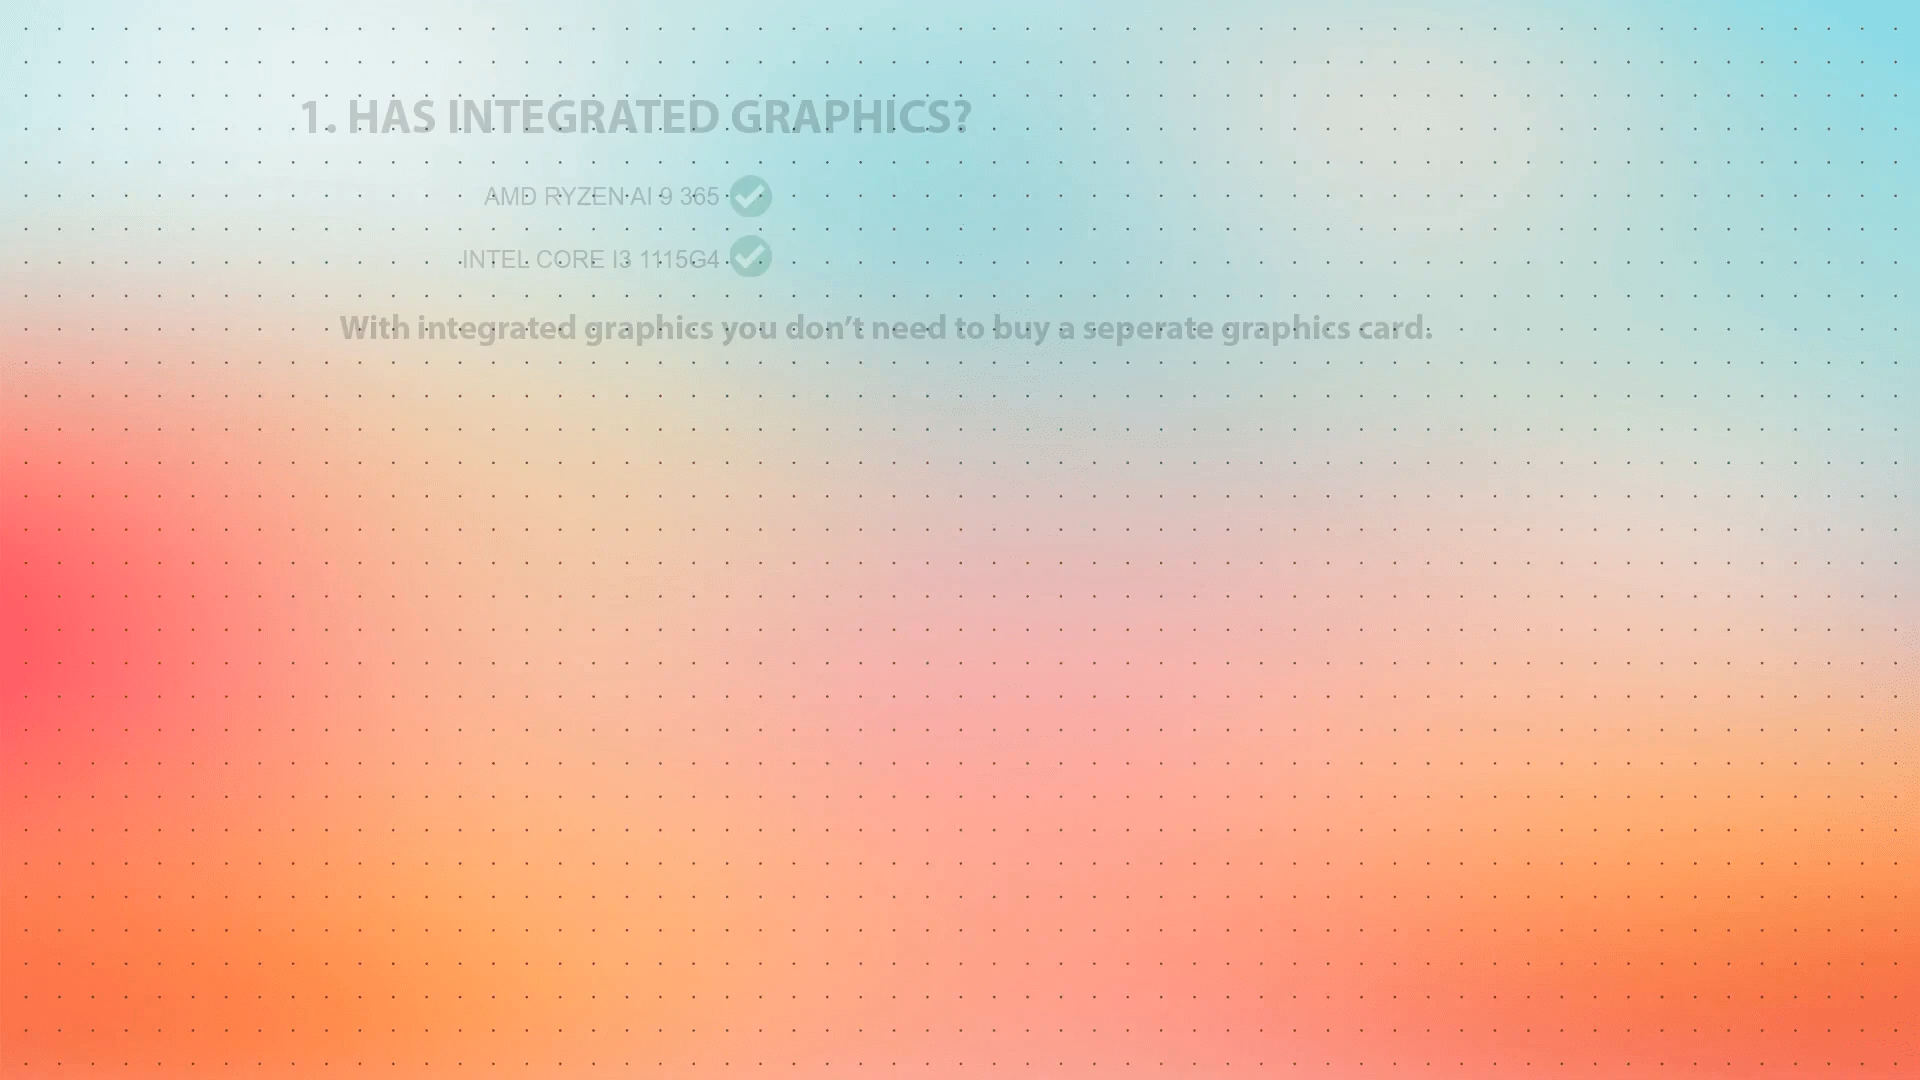 1. HAS INTEGRATED GRAPHICS?
AMD RYZEN AI 9 365
INTEL CORE I3 1115G4
With integrated graphics you don’t need to buy a seperate graphics card.